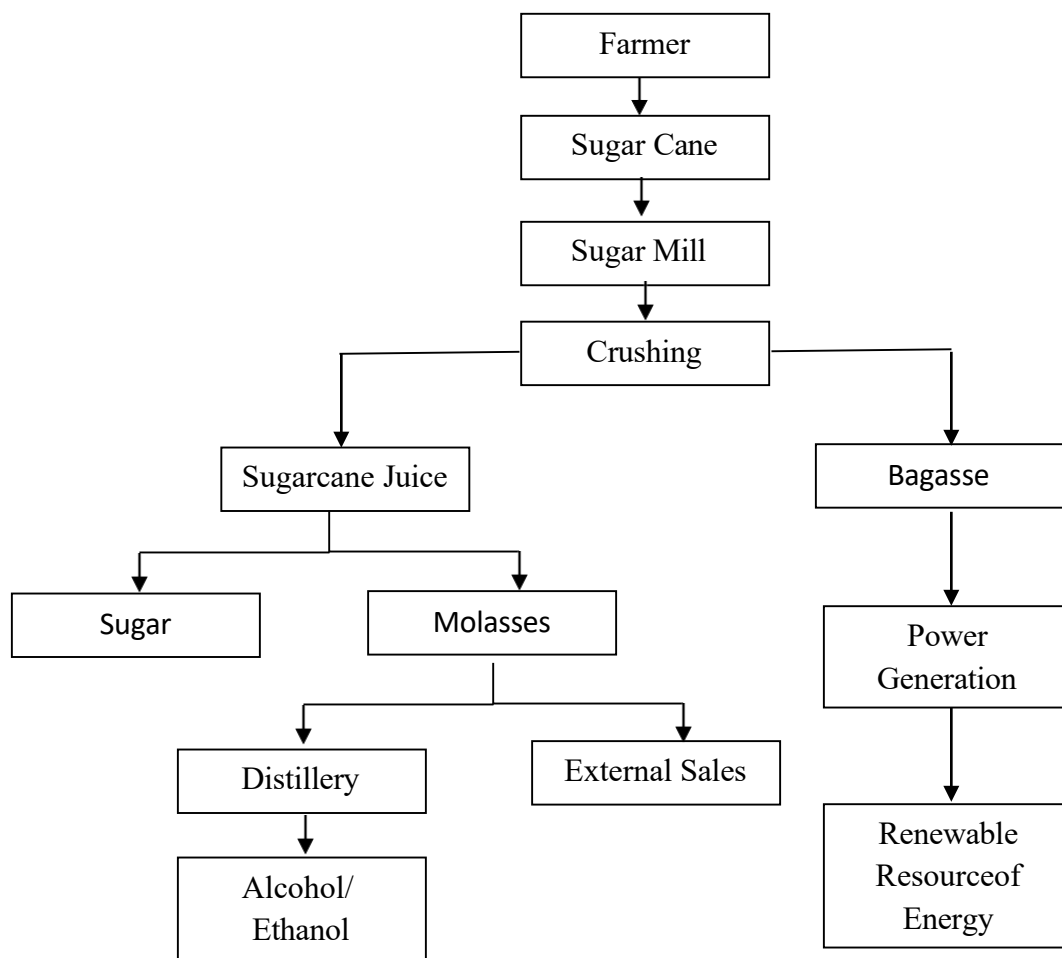 Farmer
Sugar Cane
Sugar Mill
Crushing
Sugarcane Juice
Bagasse
Sugar
Molasses
Power
Generation
Distillery
External Sales
Alcohol/
Ethanol
Renewable
Resourceof
Energy